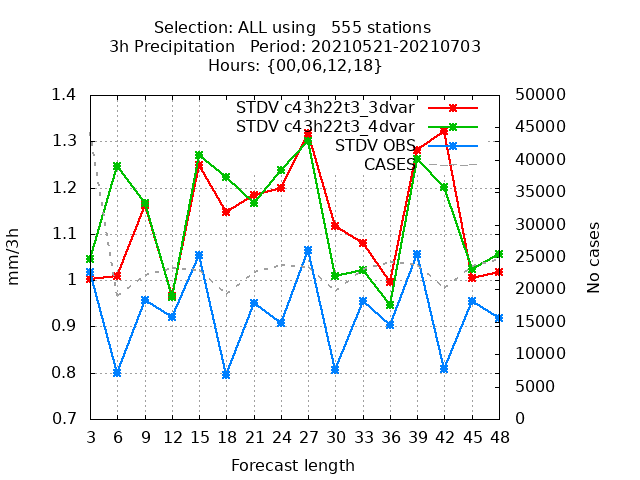 Selection: ALL using   555 stations
3h Precipitation   Period: 20210521-20210703
Hours: {00,06,12,18}
1.4
1.3
1.2
1.1
1
0.9
0.8
0.7
mm/3h
50000
45000
40000
35000
30000
25000
20000
15000
10000
5000
0
No cases
STDV c43h22t3_3dvar
STDV c43h22t3_4dvar
STDV OBS
CASES
3 6 9 12 15 18 21 24 27 30 33 36 39 42 45 48
Forecast length